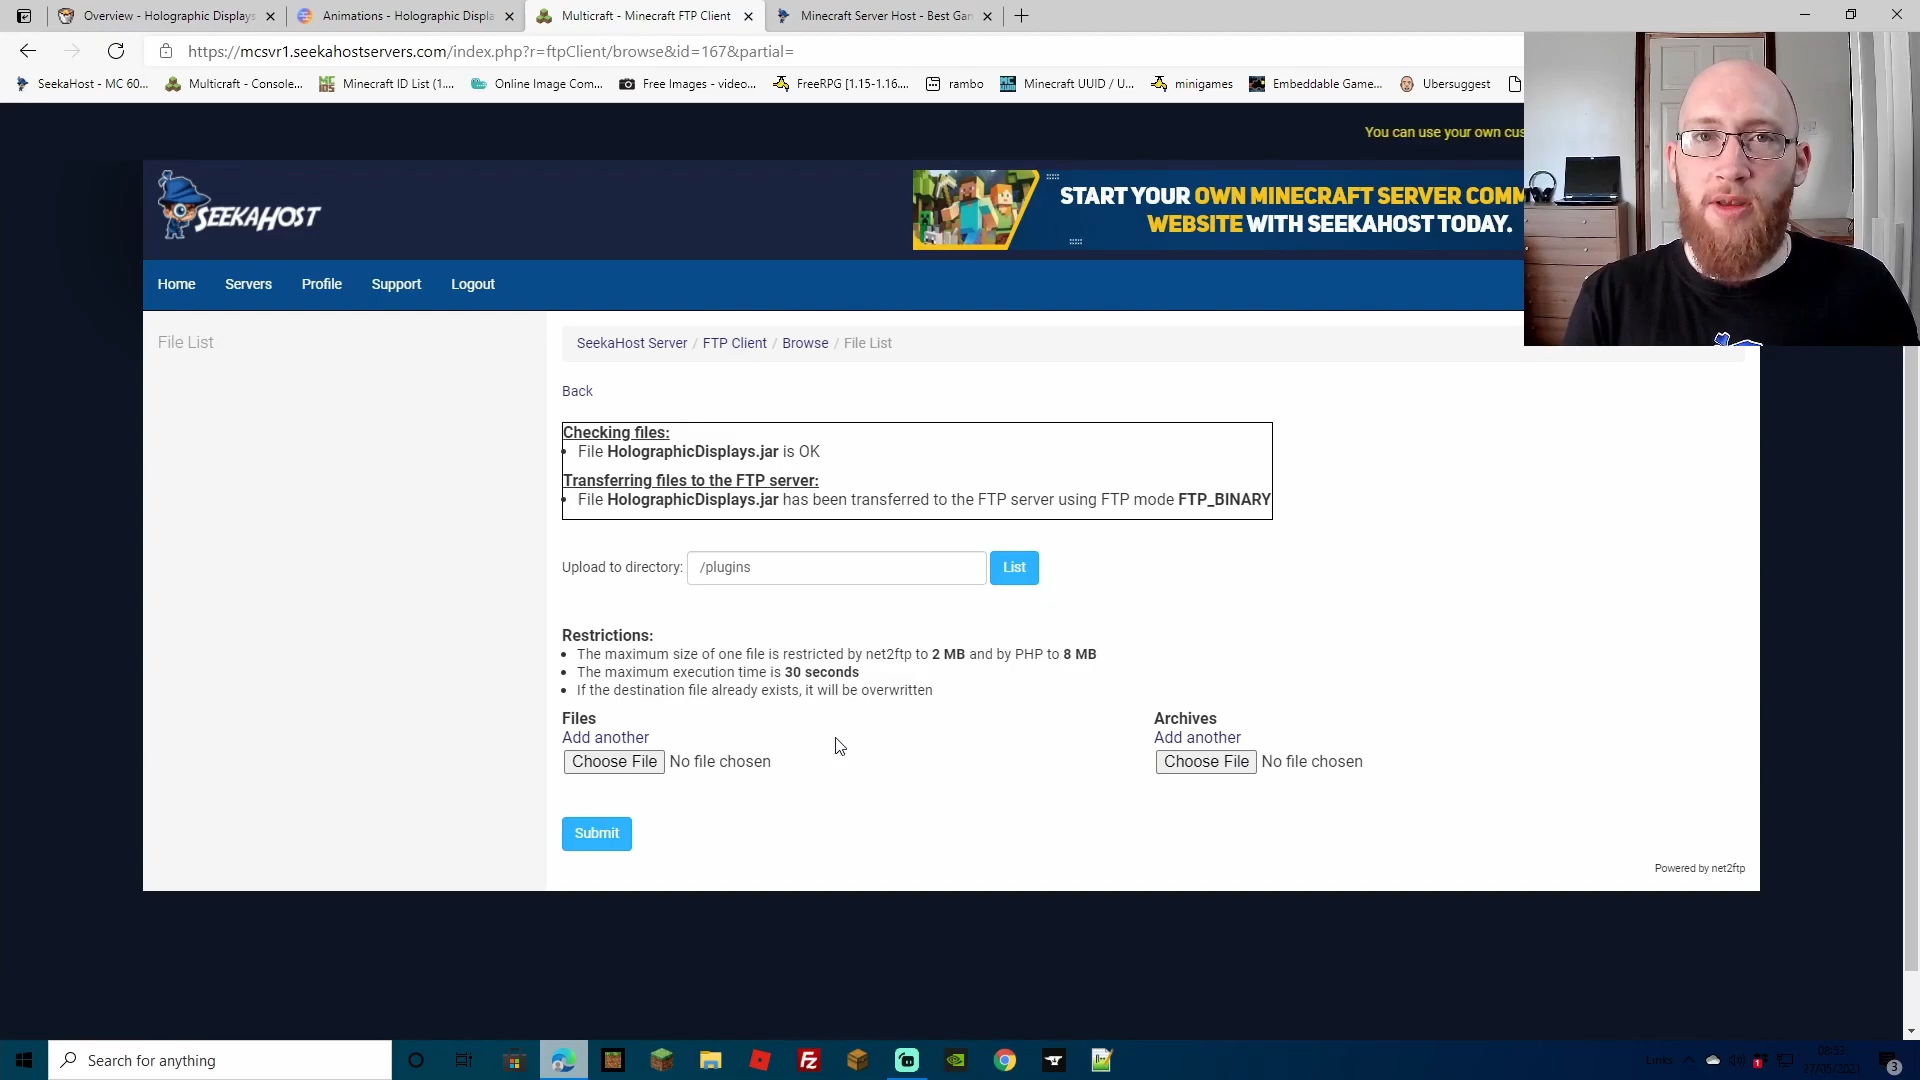 Overview - Holographic Displays
Animations - Holographic Displa
Multicraft - Minecraft FTP Client
Minecraft Server Host - Best Gan
https://mcsvr1.seekahostservers.com/index.php?r=ftpClient/browse&id=167&partial=
SeekaHost - MC 60...
Multicraft - Console...
Minecraft ID List (1....
Online Image Com...
Free Images - video...
FreeRPG [1.15-1.16....
rambo
Minecraft UUID / U...
minigames
Embeddable Game...
Ubersuggest
You can use your own cus
SEEKAHOST
START YOUR OWN MINECRAFT SERVER COMM
WEBSITE WITH SEEKAHOST TODAY.
Home Servers Profile Support Logout
File List
SeekaHost Server / FTP Client / Browse / File List
Back
Checking files:
File HolographicDisplays.jar is OK
Transferring files to the FTP server:
File HolographicDisplays.jar has been transferred to the FTP server using FTP mode FTP_BINARY
Upload to directory: /plugins List
Restrictions:
The maximum size of one file is restricted by net2ftp to 2 MB and by PHP to 8 MB
The maximum execution time is 30 seconds
If the destination file already exists, it will be overwritten
Files
Add another
Choose File No file chosen
Archives
Add another
Choose File No file chosen
Submit
Powered by net2ftp
Search for anything
Links
27/05/2021
3